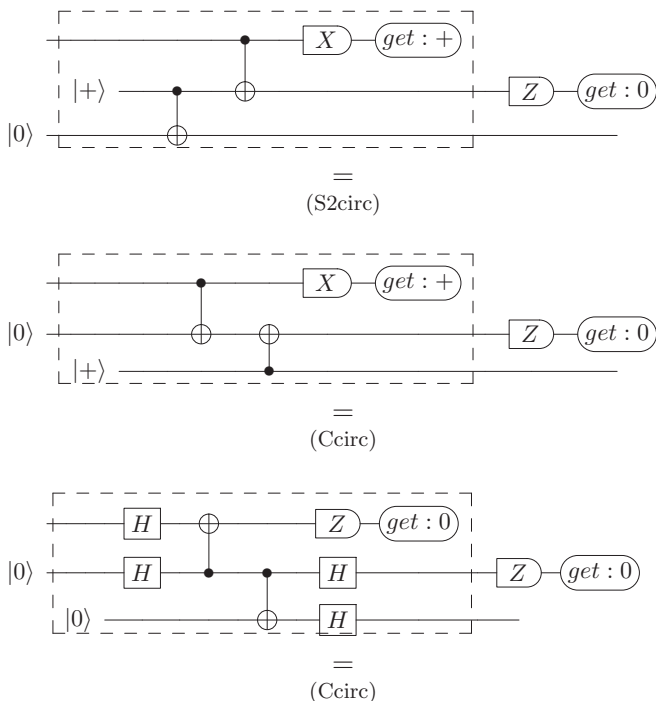 X get : +
|+⟩ Z get : 0
|0⟩
=
(S2circ)
X get : +
|0⟩ Z get : 0
|+⟩
=
(Ccirc)
H Z get : 0
|0⟩ H H Z get : 0
|0⟩ H
=
(Ccirc)